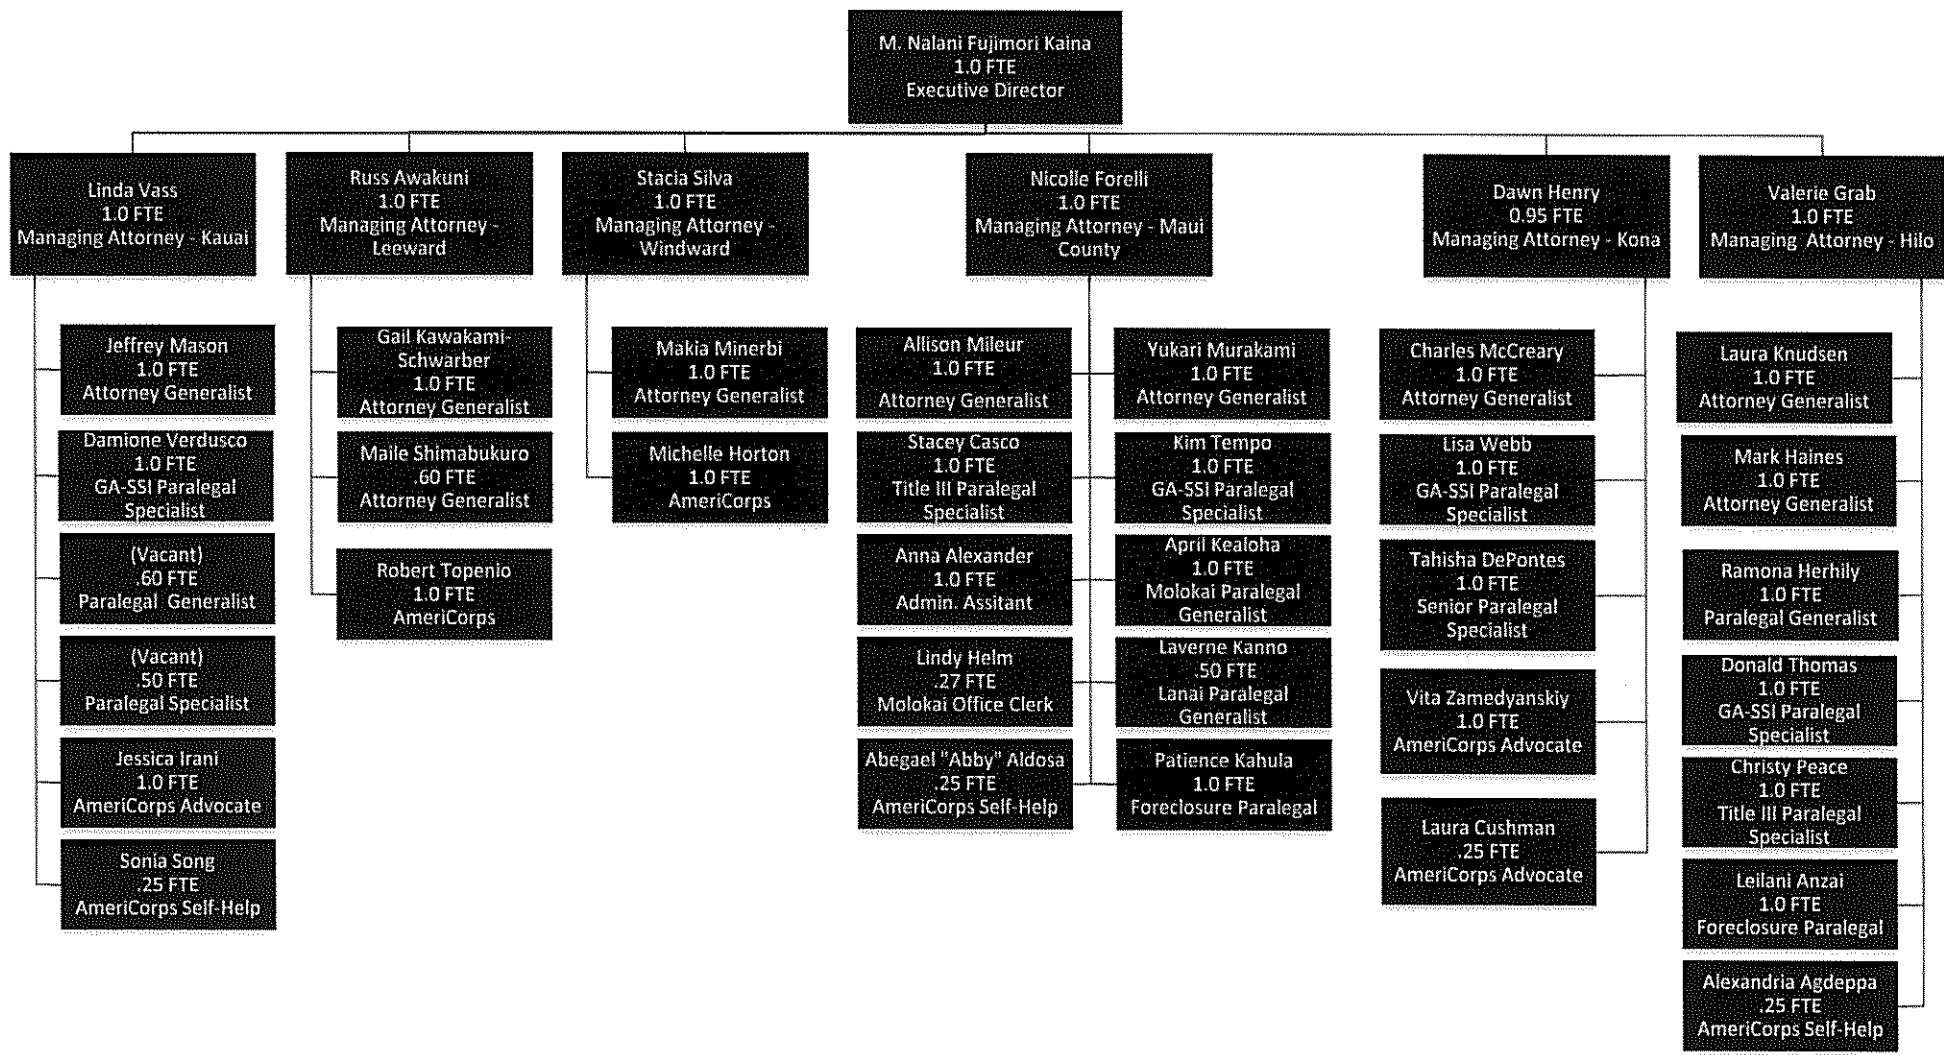 M. Nalani Fujimori Kaina
1.0 FTE
Executive Director
Linda Vass
1.0 FTE
Managing Attorney - Kauai
Jeffrey Mason
1.0 FTE
Attorney Generalist
Damione Verdusco
1.0 FTE
GA-SSI Paralegal
Specialist
(Vacant)
.60 FTE
Paralegal Generalist
(Vacant)
.50 FTE
Paralegal Specialist
Jessica Irani
1.0 FTE
AmeriCorps Advocate
Sonia Song
.25 FTE
AmeriCorps Self-Help
Russ Awakuni
1.0 FTE
Managing Attorney -
Leeward
Gail Kawakami-
Schwarber
1.0 FTE
Attorney Generalist
Maile Shimabukuro
.60 FTE
Attorney Generalist
Robert Topenio
1.0 FTE
AmeriCorps
Stacia Silva
1.0 FTE
Managing Attorney -
Windward
Makia Minerbi
1.0 FTE
Attorney Generalist
Michelle Horton
1.0 FTE
AmeriCorps
Nicolle Forelli
1.0 FTE
Managing Attorney - Maui
County
Allison Mileur
1.0 FTE
Attorney Generalist
Yukari Murakami
1.0 FTE
Attorney Generalist
Stacey Casco
1.0 FTE
Title III Paralegal
Specialist
Kim Tempo
1.0 FTE
GA-SSI Paralegal
Specialist
Anna Alexander
1.0 FTE
Admin. Assitant
April Kealoha
1.0 FTE
Molokai Paralegal
Generalist
Lindy Helm
.27 FTE
Molokai Office Clerk
Laverne Kanno
.50 FTE
Lanai Paralegal
Generalist
Abegael "Abby" Aldosa
.25 FTE
AmeriCorps Self-Help
Patience Kahula
1.0 FTE
Foreclosure Paralegal
Dawn Henry
0.95 FTE
Managing Attorney - Kona
Charles McCreary
1.0 FTE
Attorney Generalist
Lisa Webb
1.0 FTE
GA-SSI Paralegal
Specialist
Tahisha DePontes
1.0 FTE
Senior Paralegal
Specialist
Vita Zamedyanskiy
1.0 FTE
AmeriCorps Advocate
Laura Cushman
.25 FTE
AmeriCorps Advocate
Valerie Grab
1.0 FTE
Managing Attorney - Hilo
Laura Knudsen
1.0 FTE
Attorney Generalist
Mark Haines
1.0 FTE
Attorney Generalist
Ramona Herhily
1.0 FTE
Paralegal Generalist
Donald Thomas
1.0 FTE
GA-SSI Paralegal
Specialist
Christy Peace
1.0 FTE
Title III Paralegal
Specialist
Leilani Anzai
1.0 FTE
Foreclosure Paralegal
Alexandria Agdeppa
.25 FTE
AmeriCorps Self-Help